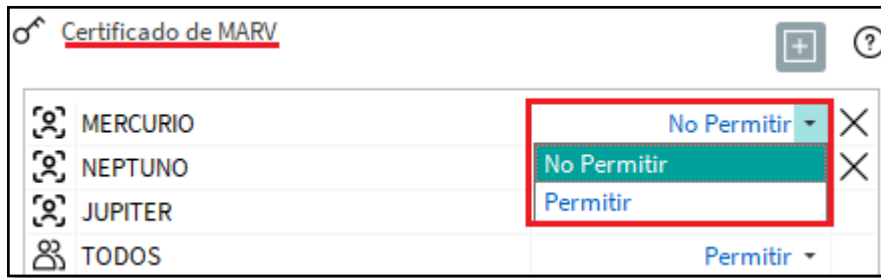 Certificado de MARV
MERCURIO No Permitir
NEPTUNO No Permitir
JUPITER Permitir
TODOS Permitir